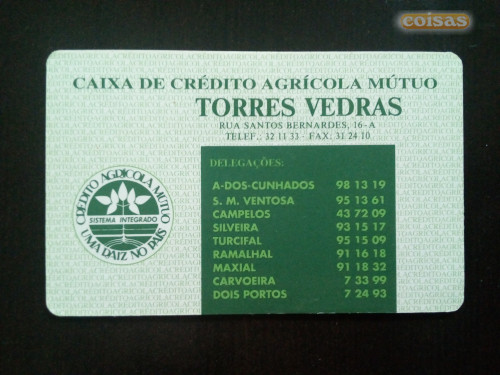 coisas
CAIXA DE CRÉDITO AGRÍCOLA MÚTUO
TORRES VEDRAS
RUA SANTOS BERNARDES, 16-A
TELEF.: 32 11 33 - FAX: 31 24 10
DELEGAÇÕES:
A-DOS-CUNHADOS 98 13 19
S. M. VENTOSA 95 13 61
CAMPELOS 43 72 09
SILVEIRA 93 15 17
TURCIFAL 95 15 09
RAMALHAL 91 16 18
MAXIAL 91 18 32
CARVOEIRA 7 33 99
DOIS PORTOS 7 24 93
CRÉDITO AGRÍCOLA MÚTUO
SISTEMA INTEGRADO
UMA RAIZ NO PAÍS